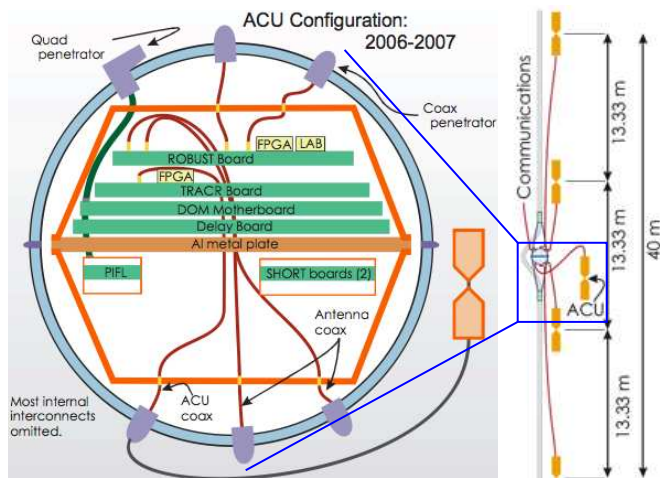 ACU Configuration:
2006-2007
Quad
penetrator
Coax
penetrator
FPGA
LAB
ROBUST Board
FPGA
TRACR Board
DOM Motherboard
Delay Board
Al metal plate
PIFL
SHORT boards (2)
Antenna
coax
ACU
coax
Most internal
interconnects
omitted.
Communications
13.33 m
13.33 m
13.33 m
40 m
ACU